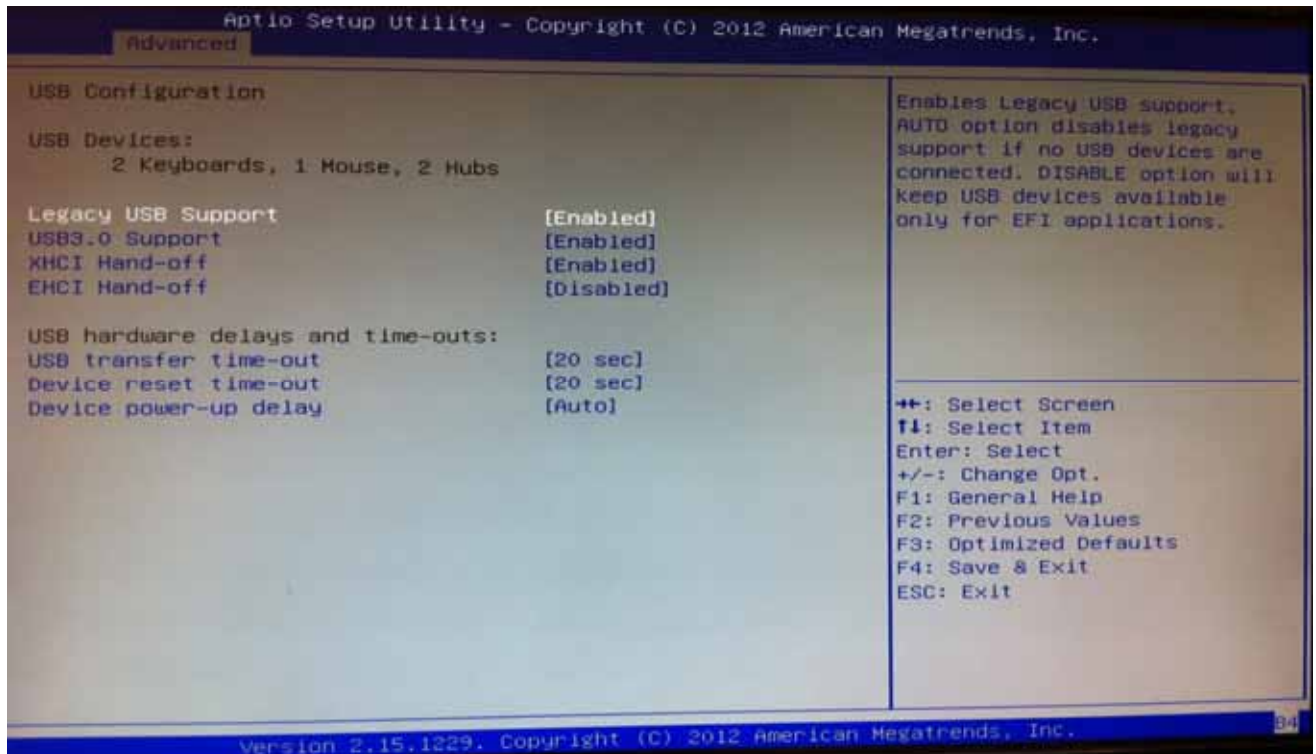 Aptio Setup Utility - Copyright (C) 2012 American Megatrends, Inc.
Advanced
USB Configuration
USB Devices:
2 Keyboards, 1 Mouse, 2 Hubs
Legacy USB Support [Enabled]
USB3.0 Support [Enabled]
XHCI Hand-off [Enabled]
EHCI Hand-off [Disabled]
USB hardware delays and time-outs:
USB transfer time-out [20 sec]
Device reset time-out [20 sec]
Device power-up delay [Auto]
Enables Legacy USB support.
AUTO option disables legacy
support if no USB devices are
connected. DISABLE option will
keep USB devices available
only for EFI applications.
→←: Select Screen
↑↓: Select Item
Enter: Select
+/-: Change Opt.
F1: General Help
F2: Previous Values
F3: Optimized Defaults
F4: Save & Exit
ESC: Exit
Version 2.15.1229. Copyright (C) 2012 American Megatrends, Inc.
B4